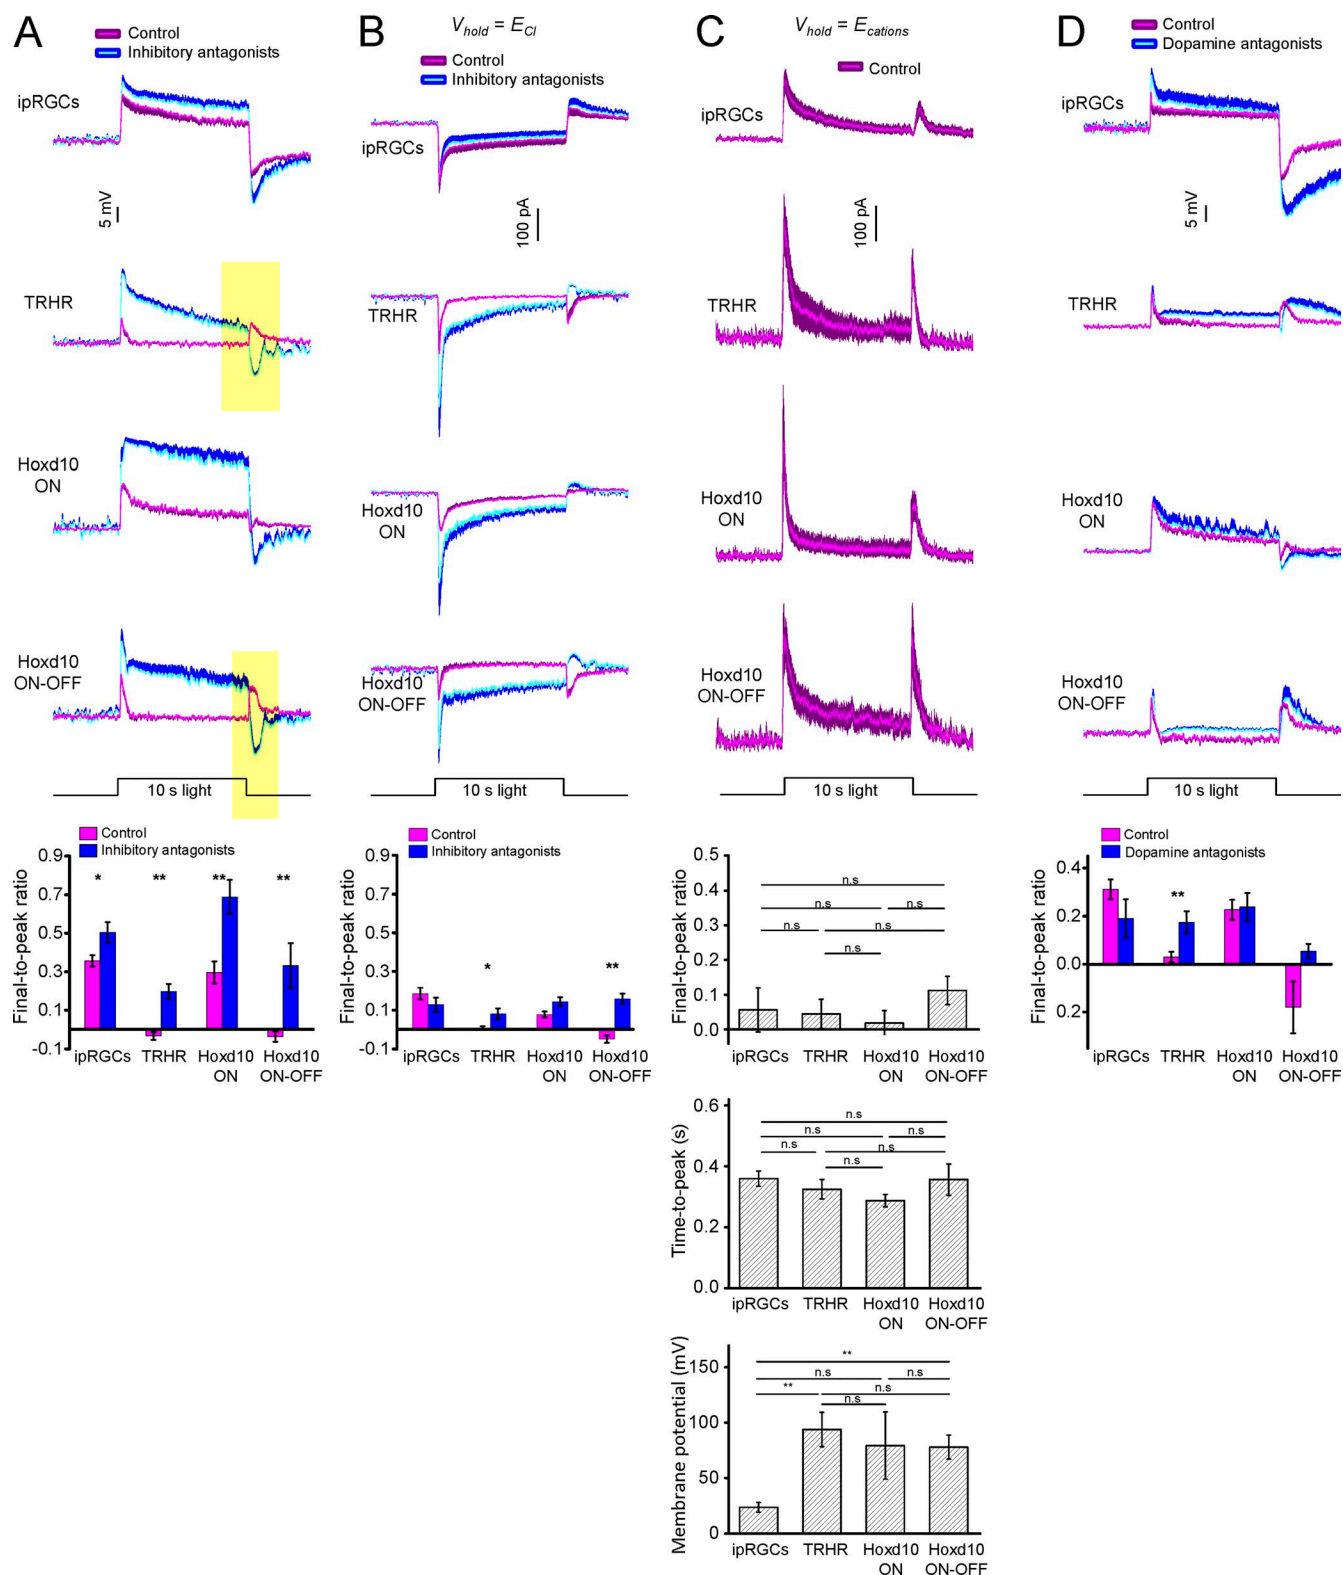 A
Control
Inhibitory antagonists
ipRGCs
5 mV
TRHR
Hoxd10
ON
Hoxd10
ON-OFF
10 s light
Control
Inhibitory antagonists
Final-to-peak ratio
0.9
0.7
0.5
0.3
0.1
-0.1
*
**
**
**
ipRGCs TRHR Hoxd10 Hoxd10
ON ON-OFF
B
Vhold = ECl
Control
Inhibitory antagonists
ipRGCs
100 pA
TRHR
Hoxd10
ON
Hoxd10
ON-OFF
10 s light
Control
Inhibitory antagonists
Final-to-peak ratio
0.9
0.7
0.5
0.3
0.1
-0.1
*
**
ipRGCs TRHR Hoxd10 Hoxd10
ON ON-OFF
C
Vhold = Ecations
Control
ipRGCs
100 pA
TRHR
Hoxd10
ON
Hoxd10
ON-OFF
10 s light
Final-to-peak ratio
0.5
0.4
0.3
0.2
0.1
0.0
n.s
n.s n.s
n.s n.s
n.s
ipRGCs TRHR Hoxd10 Hoxd10
ON ON-OFF
Time-to-peak (s)
0.6
0.4
0.2
0.0
n.s
n.s n.s
n.s n.s
n.s
ipRGCs TRHR Hoxd10 Hoxd10
ON ON-OFF
Membrane potential (mV)
150
100
50
0
**
n.s n.s
** n.s
n.s
ipRGCs TRHR Hoxd10 Hoxd10
ON ON-OFF
D
Control
Dopamine antagonists
ipRGCs
5 mV
TRHR
Hoxd10
ON
Hoxd10
ON-OFF
10 s light
Control
Dopamine antagonists
Final-to-peak ratio
0.4
0.2
0.0
0.2
**
ipRGCs TRHR Hoxd10 Hoxd10
ON ON-OFF